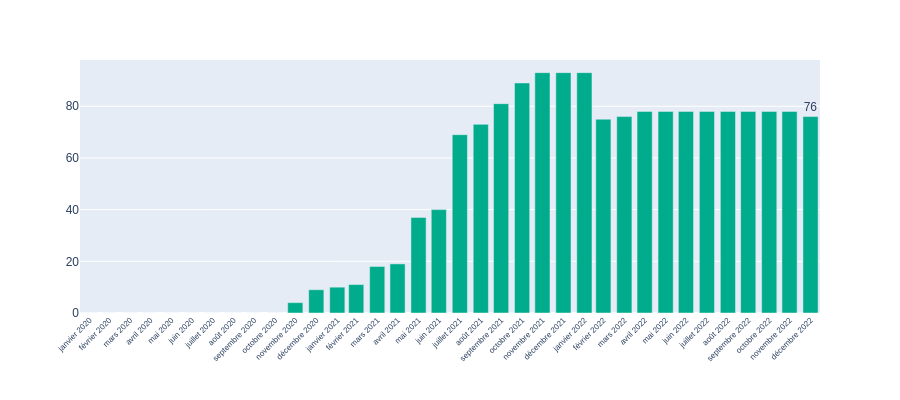 80
60
40
20
0
76
janvier 2020
février 2020
mars 2020
avril 2020
mai 2020
juin 2020
juillet 2020
août 2020
septembre 2020
octobre 2020
novembre 2020
décembre 2020
janvier 2021
février 2021
mars 2021
avril 2021
mai 2021
juin 2021
juillet 2021
août 2021
septembre 2021
octobre 2021
novembre 2021
décembre 2021
janvier 2022
février 2022
mars 2022
avril 2022
mai 2022
juin 2022
juillet 2022
août 2022
septembre 2022
octobre 2022
novembre 2022
décembre 2022